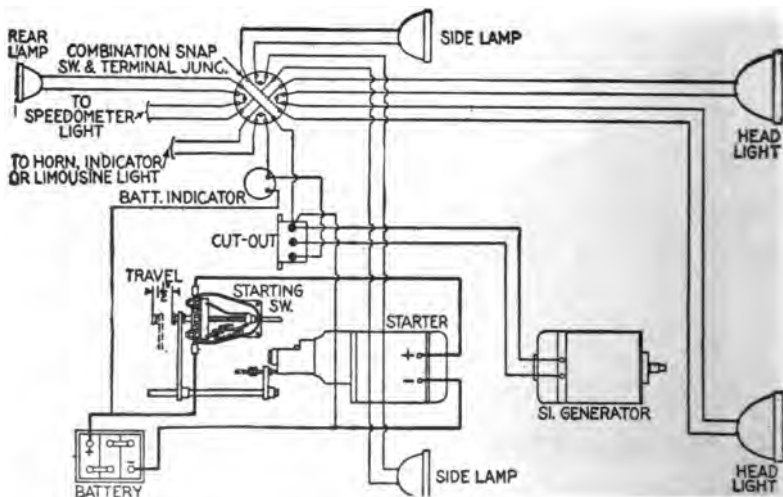 REAR
LAMP
COMBINATION SNAP
SW. & TERMINAL JUNC.
SIDE LAMP
TO
SPEEDOMETER
LIGHT
TO HORN, INDICATOR
OR LIMOUSINE LIGHT
HEAD
LIGHT
BATT. INDICATOR
CUT-OUT
TRAVEL
STARTING
SW.
STARTER
+
-
SI. GENERATOR
+
-
BATTERY
SIDE LAMP
HEAD
LIGHT